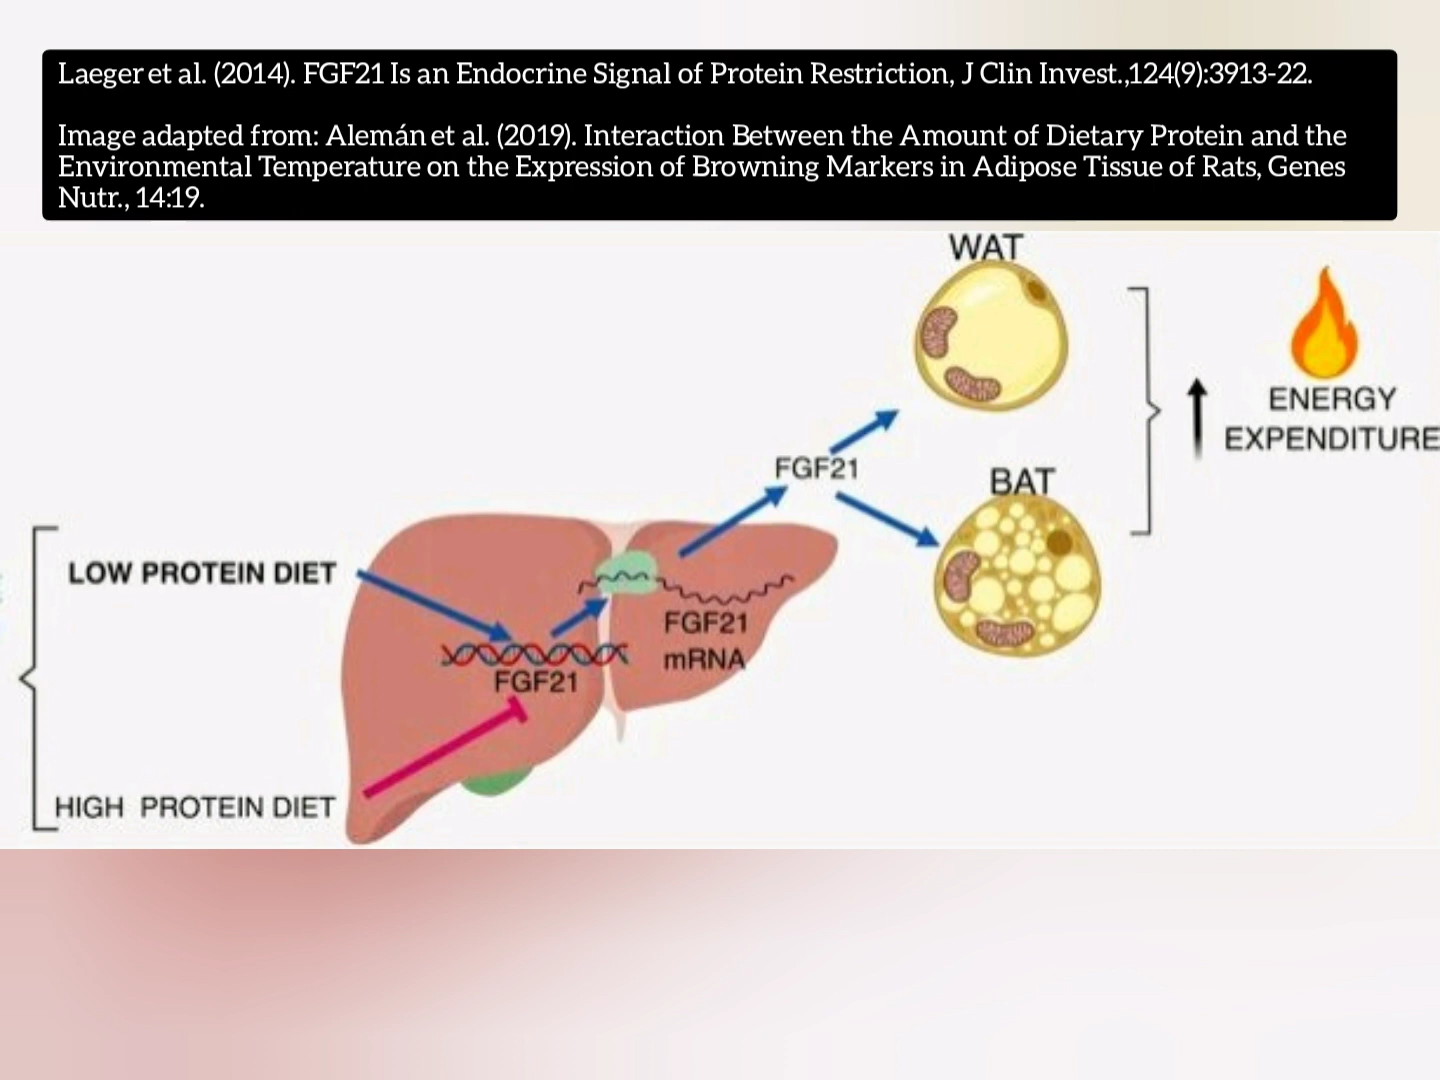 Laeger et al. (2014). FGF21 Is an Endocrine Signal of Protein Restriction, J Clin Invest.,124(9):3913-22.
Image adapted from: Alemán et al. (2019). Interaction Between the Amount of Dietary Protein and the
Environmental Temperature on the Expression of Browning Markers in Adipose Tissue of Rats, Genes
Nutr., 14:19.
WAT
ENERGY
EXPENDITURE
FGF21
BAT
LOW PROTEIN DIET
FGF21
mRNA
FGF21
HIGH PROTEIN DIET